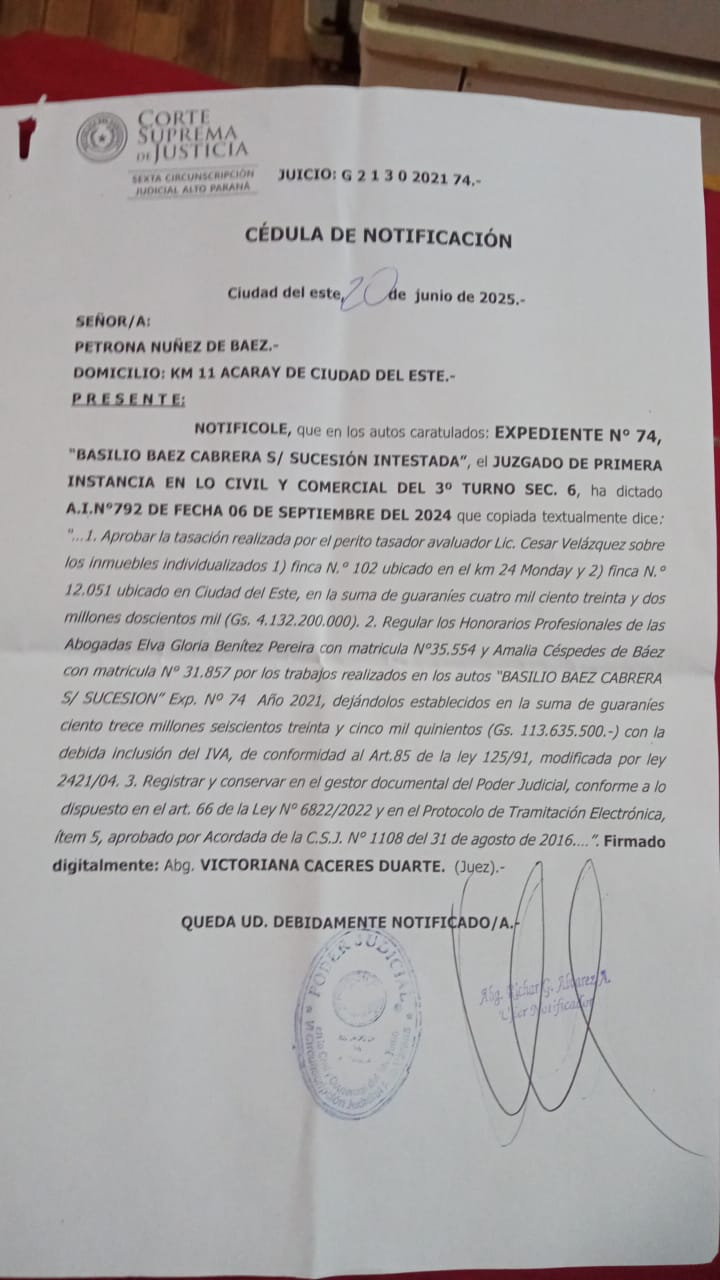 CORTE
SUPREMA
DE JUSTICIA
SEXTA CIRCUNSCRIPCIÓN
JUDICIAL ALTO PARANÁ
JUICIO: G 2 1 3 0 2021 74.-
CÉDULA DE NOTIFICACIÓN
Ciudad del este, 20 de junio de 2025.-
SEÑOR/A:
PETRONA NUÑEZ DE BAEZ.-
DOMICILIO: KM 11 ACARAY DE CIUDAD DEL ESTE.-
P R E S E N T E:
NOTIFICOLE, que en los autos caratulados: EXPEDIENTE Nº 74,
"BASILIO BAEZ CABRERA S/ SUCESIÓN INTESTADA", el JUZGADO DE PRIMERA
INSTANCIA EN LO CIVIL Y COMERCIAL DEL 3º TURNO SEC. 6, ha dictado
A.I.Nº792 DE FECHA 06 DE SEPTIEMBRE DEL 2024 que copiada textualmente dice:
"...1. Aprobar la tasación realizada por el perito tasador avaluador Lic. Cesar Velázquez sobre
los inmuebles individualizados 1) finca N.º 102 ubicado en el km 24 Monday y 2) finca N.º
12.051 ubicado en Ciudad del Este, en la suma de guaraníes cuatro mil ciento treinta y dos
millones doscientos mil (Gs. 4.132.200.000). 2. Regular los Honorarios Profesionales de las
Abogadas Elva Gloria Benítez Pereira con matricula Nº35.554 y Amalia Céspedes de Báez
con matricula Nº 31.857 por los trabajos realizados en los autos "BASILIO BAEZ CABRERA
S/ SUCESION" Exp. Nº 74 Año 2021, dejándolos establecidos en la suma de guaraníes
ciento trece millones seiscientos treinta y cinco mil quinientos (Gs. 113.635.500.-) con la
debida inclusión del IVA, de conformidad al Art.85 de la ley 125/91, modificada por ley
2421/04. 3. Registrar y conservar en el gestor documental del Poder Judicial, conforme a lo
dispuesto en el art. 66 de la Ley Nº 6822/2022 y en el Protocolo de Tramitación Electrónica,
ítem 5, aprobado por Acordada de la C.S.J. Nº 1108 del 31 de agosto de 2016....". Firmado
digitalmente: Abg. VICTORIANA CACERES DUARTE. (Juez).-
QUEDA UD. DEBIDAMENTE NOTIFICADO/A.-
PODER JUDICIAL
Abg. Richar G. Alvarez A.
Ujier Notificador